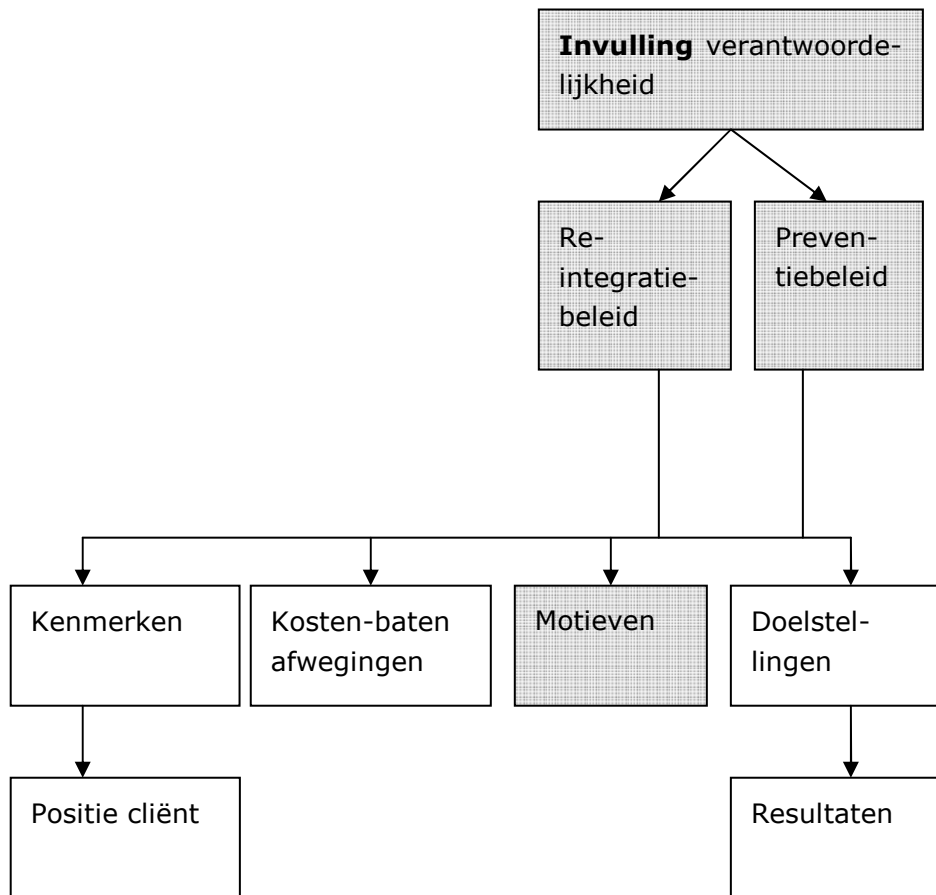 Invulling verantwoorde-
lijkheid
Re-
integratie-
beleid
Preven-
tiebeleid
Kenmerken
Kosten-baten
afwegingen
Motieven
Doelstel-
lingen
Positie cliënt
Resultaten